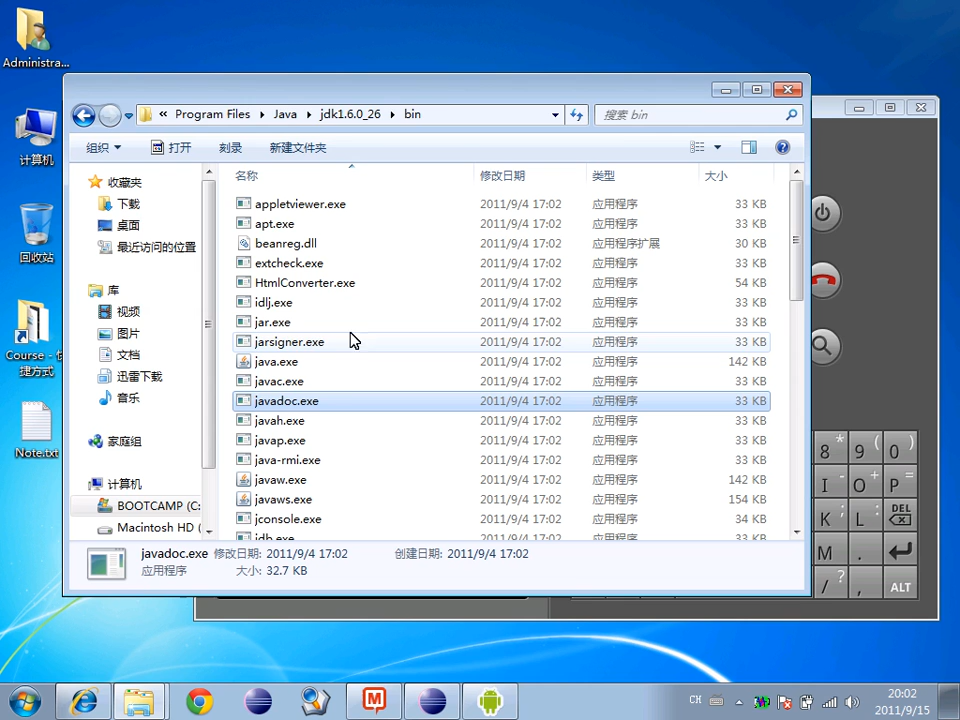 Administra...
计算机
回收站
Course - 快
捷方式
Note.txt
« Program Files ▸ Java ▸ jdk1.6.0_26 ▸ bin
搜索 bin
组织 打开 刻录 新建文件夹
收藏夹
下载
桌面
最近访问的位置
库
视频
图片
文档
迅雷下载
音乐
家庭组
计算机
BOOTCAMP (C:
Macintosh HD (
名称 修改日期 类型 大小
appletviewer.exe 2011/9/4 17:02 应用程序 33 KB
apt.exe 2011/9/4 17:02 应用程序 33 KB
beanreg.dll 2011/9/4 17:02 应用程序扩展 30 KB
extcheck.exe 2011/9/4 17:02 应用程序 33 KB
HtmlConverter.exe 2011/9/4 17:02 应用程序 54 KB
idlj.exe 2011/9/4 17:02 应用程序 33 KB
jar.exe 2011/9/4 17:02 应用程序 33 KB
jarsigner.exe 2011/9/4 17:02 应用程序 33 KB
java.exe 2011/9/4 17:02 应用程序 142 KB
javac.exe 2011/9/4 17:02 应用程序 33 KB
javadoc.exe 2011/9/4 17:02 应用程序 33 KB
javah.exe 2011/9/4 17:02 应用程序 33 KB
javap.exe 2011/9/4 17:02 应用程序 33 KB
java-rmi.exe 2011/9/4 17:02 应用程序 33 KB
javaw.exe 2011/9/4 17:02 应用程序 142 KB
javaws.exe 2011/9/4 17:02 应用程序 154 KB
jconsole.exe 2011/9/4 17:02 应用程序 34 KB
jdb.exe 2011/9/4 17:02 应用程序 33 KB
javadoc.exe 修改日期: 2011/9/4 17:02 创建日期: 2011/9/4 17:02
应用程序 大小: 32.7 KB
8 * 9 ( 0 )
I - O + P =
K ; L : DEL
M .
/ ? , ALT
CH
20:02
2011/9/15